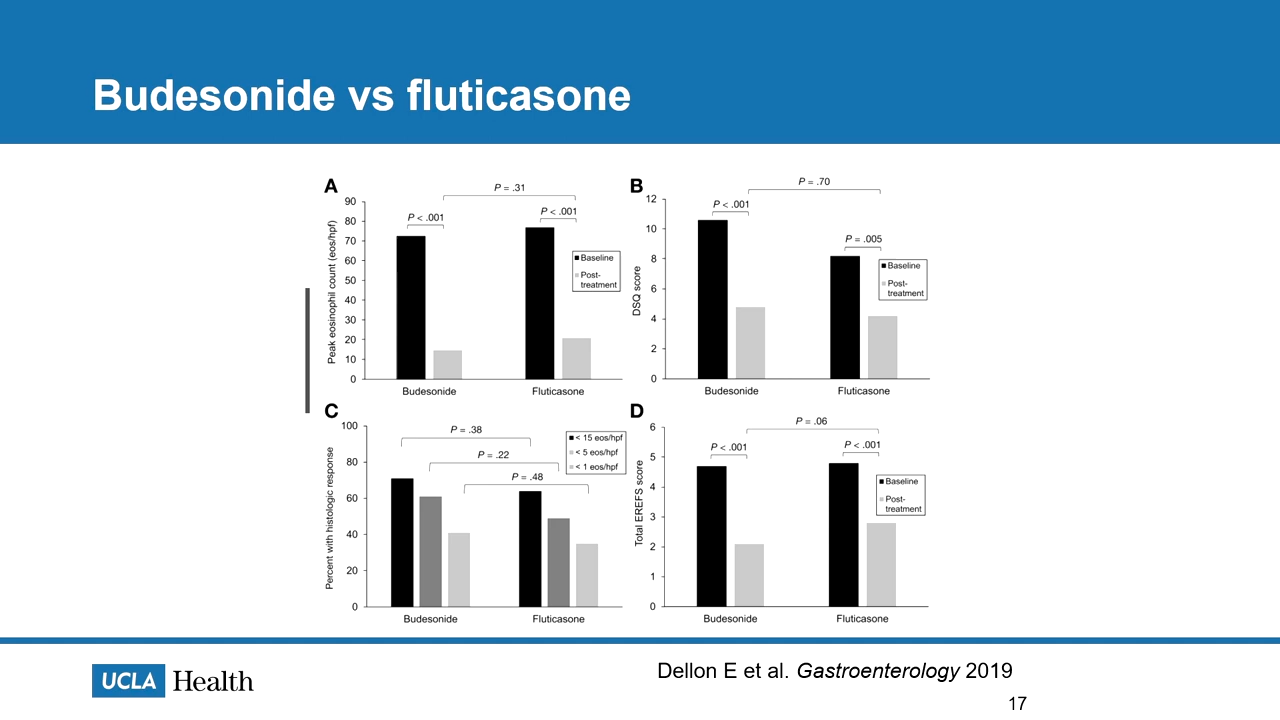 Budesonide vs fluticasone
A
P = .31
P < .001
P < .001
Peak eosinophil count (eos/hpf)
90
80
70
60
50
40
30
20
10
0
Baseline
Post-
treatment
Budesonide
Fluticasone
B
P = .70
P < .001
P = .005
DSQ score
12
10
8
6
4
2
0
Baseline
Post-
treatment
Budesonide
Fluticasone
C
P = .38
P = .22
P = .48
Percent with histologic response
100
80
60
40
20
0
< 15 eos/hpf
< 5 eos/hpf
< 1 eos/hpf
Budesonide
Fluticasone
D
P = .06
P < .001
P < .001
Total EREFS score
6
5
4
3
2
1
0
Baseline
Post-
treatment
Budesonide
Fluticasone
UCLA Health
Dellon E et al. Gastroenterology 2019
17